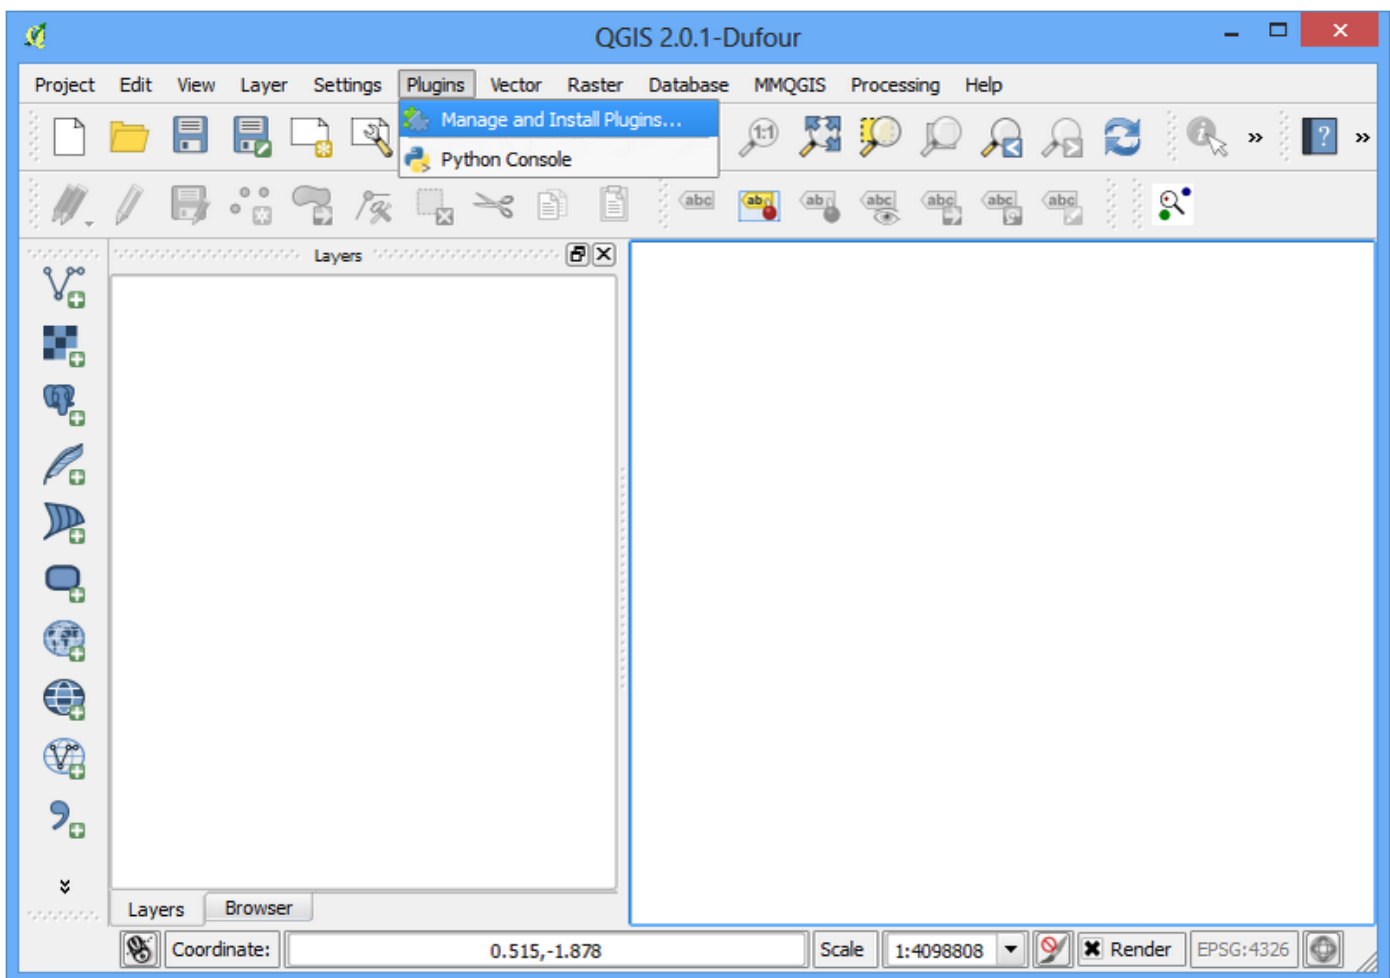 QGIS 2.0.1-Dufour
Project Edit View Layer Settings Plugins Vector Raster Database MMQGIS Processing Help
Manage and Install Plugins...
1:1
?
Python Console
abc ab ab abc abc abc abc
Layers
Layers Browser
Coordinate: 0.515,-1.878 Scale 1:4098808 Render EPSG:4326